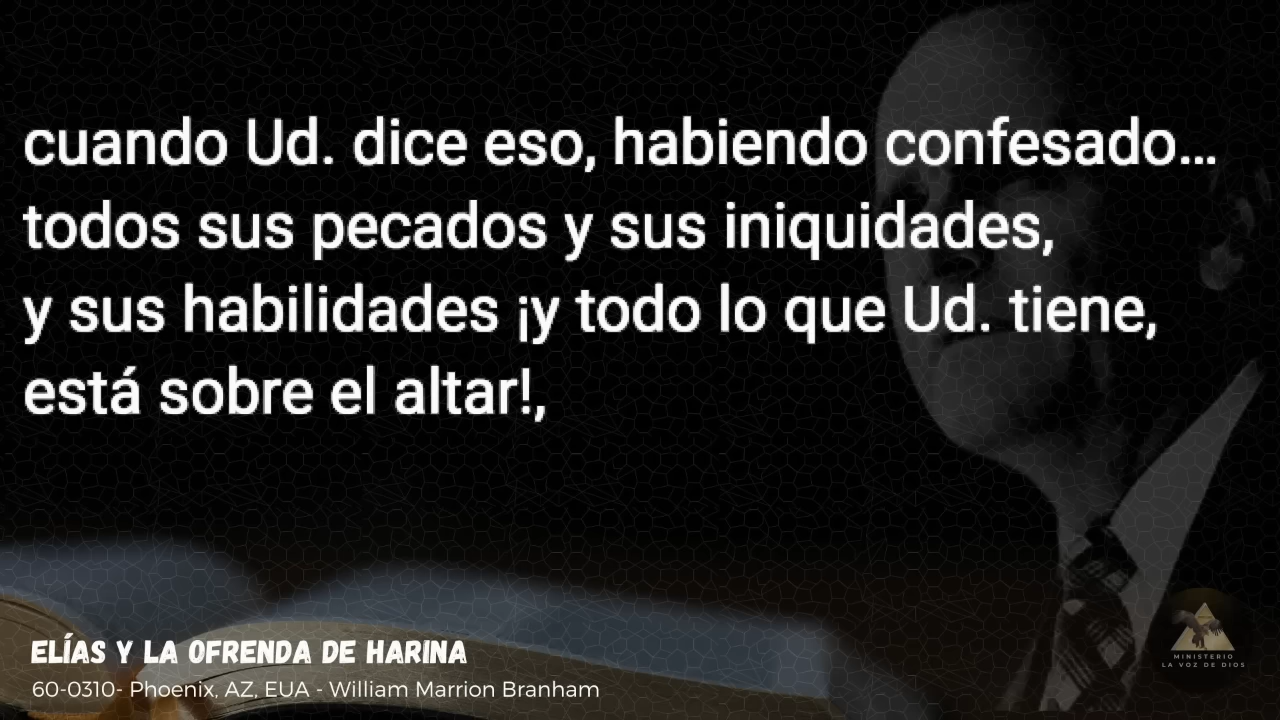 cuando Ud. dice eso, habiendo confesado...
todos sus pecados y sus iniquidades,
y sus habilidades ¡y todo lo que Ud. tiene,
está sobre el altar!,
ELÍAS Y LA OFRENDA DE HARINA
60-0310- Phoenix, AZ, EUA - William Marrion Branham
MINISTERIO
LA VOZ DE DIOS